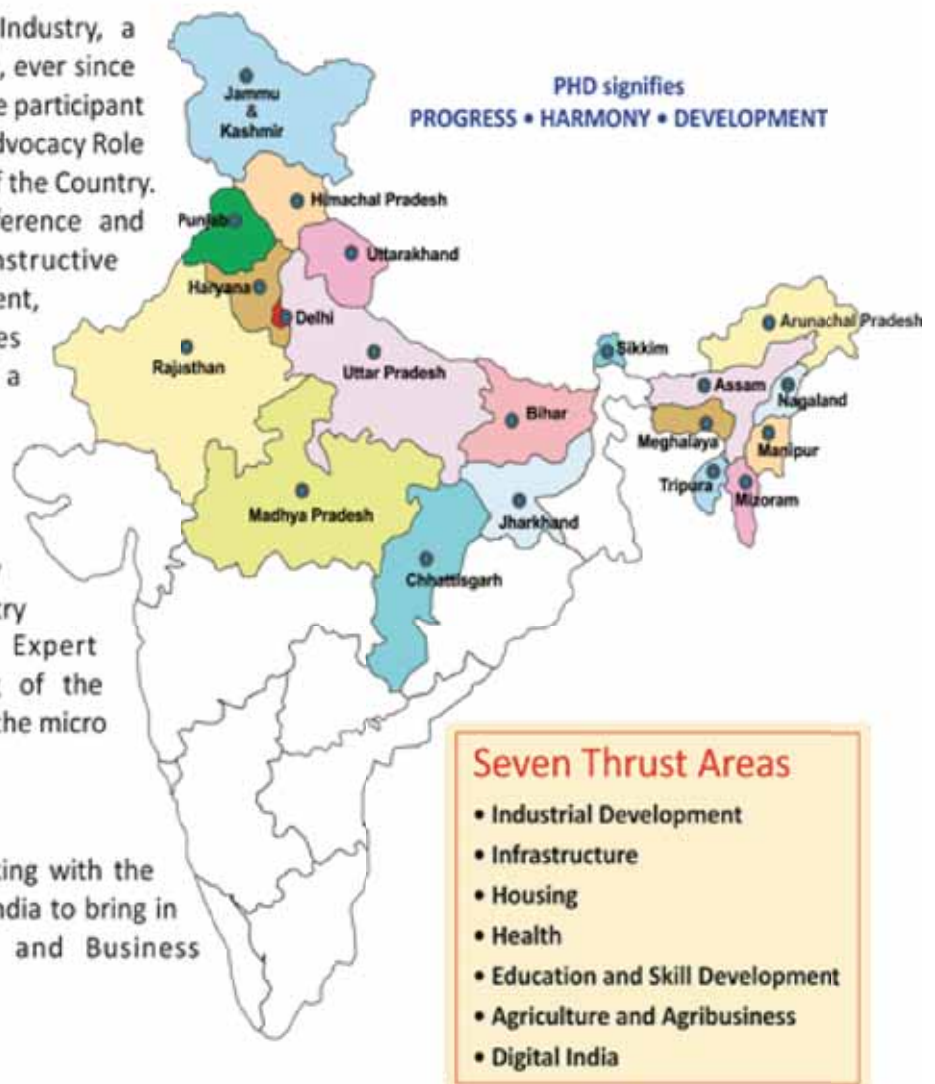 Industry, a
, ever since
e participant
dvocacy Role
f the Country.
ference and
nstructive
ent,
es
a
try
Expert
g of the
the micro
king with the
ndia to bring in
and Business
PHD signifies
PROGRESS • HARMONY • DEVELOPMENT
Jammu
&
Kashmir
Himachal Pradesh
Punjab
Uttarakhand
Haryana
Delhi
Rajasthan
Uttar Pradesh
Sikkim
Arunachal Pradesh
Assam
Nagaland
Bihar
Meghalaya
Manipur
Tripura
Mizoram
Madhya Pradesh
Jharkhand
Chhattisgarh
Seven Thrust Areas
• Industrial Development
• Infrastructure
• Housing
• Health
• Education and Skill Development
• Agriculture and Agribusiness
• Digital India